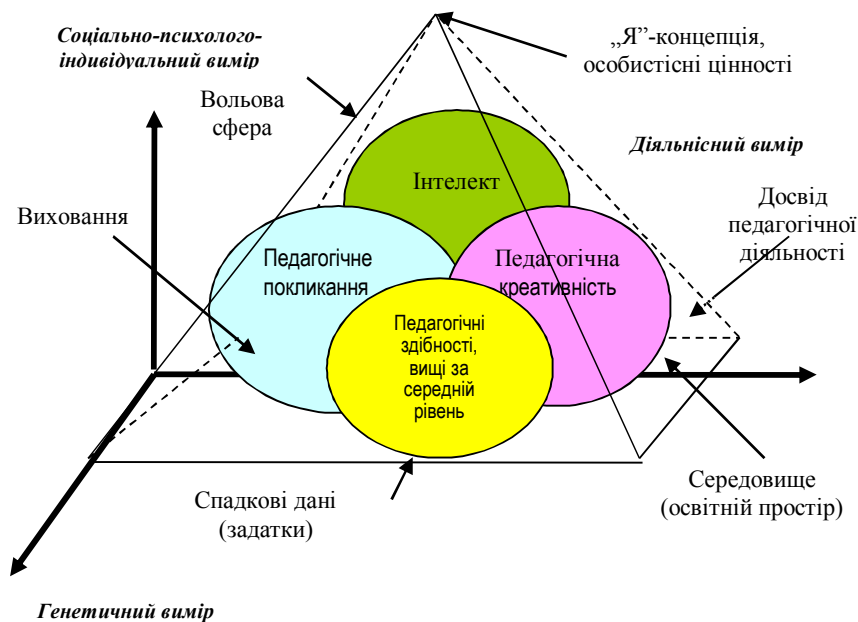 Соціально-психолого-
індивідуальний вимір
„Я”-концепція,
особистісні цінності
Вольова
сфера
Діяльнісний вимір
Інтелект
Виховання
Досвід
педагогічної
діяльності
Педагогічне
покликання
Педагогічна
креативність
Педагогічні
здібності,
вищі за
середній
рівень
Середовище
(освітній простір)
Спадкові дані
(задатки)
Генетичний вимір